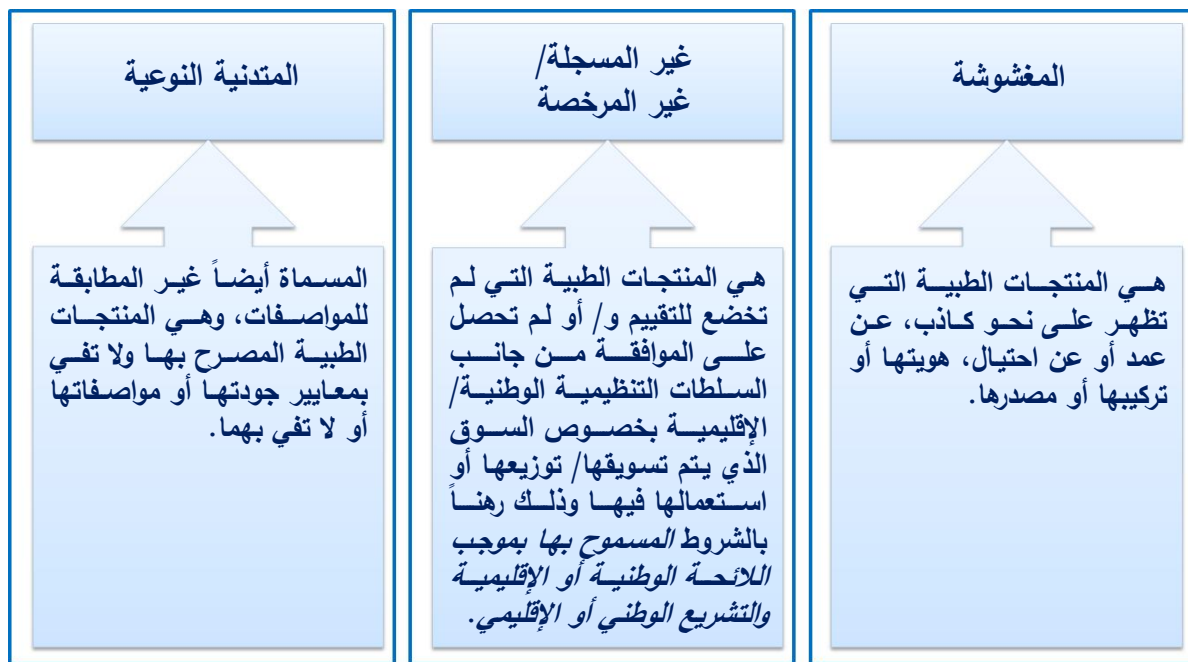 المغشوشة
هي المنتجات الطبية التي
تظهر على نحو كاذب، عن
عمد أو عن احتيال، هويتها أو
تركيبها أو مصدرها.
غير المسجلة/
غير المرخصة
هي المنتجات الطبية التي لم
تخضع للتقييم و/ أو لم تحصل
على الموافقة من جانب
السلطات التنظيمية الوطنية/
الإقليمية بخصوص السوق
الذي يتم تسويقها/ توزيعها أو
استعمالها فيها وذلك رهناً
بالشروط المسموح بها بموجب
اللائحة الوطنية أو الإقليمية
والتشريع الوطني أو الإقليمي.
المتدنية النوعية
المسماة أيضاً غير المطابقة
للمواصفات، وهي المنتجات
الطبية المصرح بها ولا تفي
بمعايير جودتها أو مواصفاتها
أو لا تفي بهما.